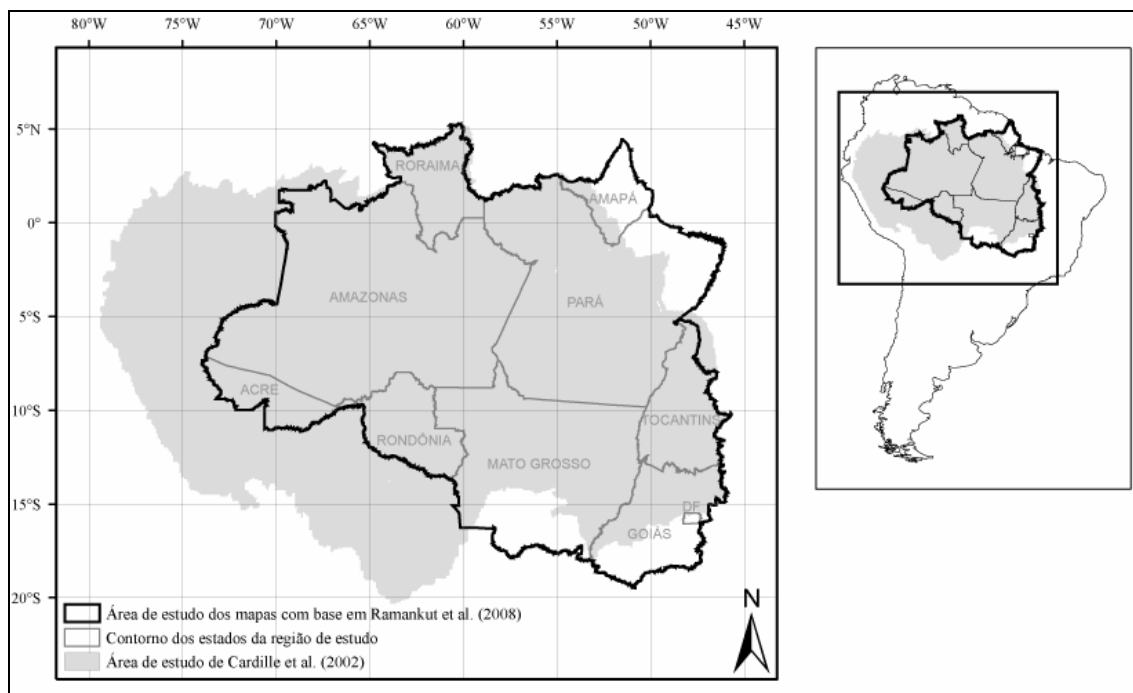 80°W 75°W 70°W 65°W 60°W 55°W 50°W 45°W
5°N
RORAIMA
AMAPÁ
0°
AMAZONAS
PARÁ
5°S
ACRE
10°S
TOCANTINS
RONDÔNIA
MATO GROSSO
15°S
DF
GOIÁS
20°S
N
Área de estudo dos mapas com base em Ramankut et al. (2008)
Contorno dos estados da região de estudo
Área de estudo de Cardille et al. (2002)